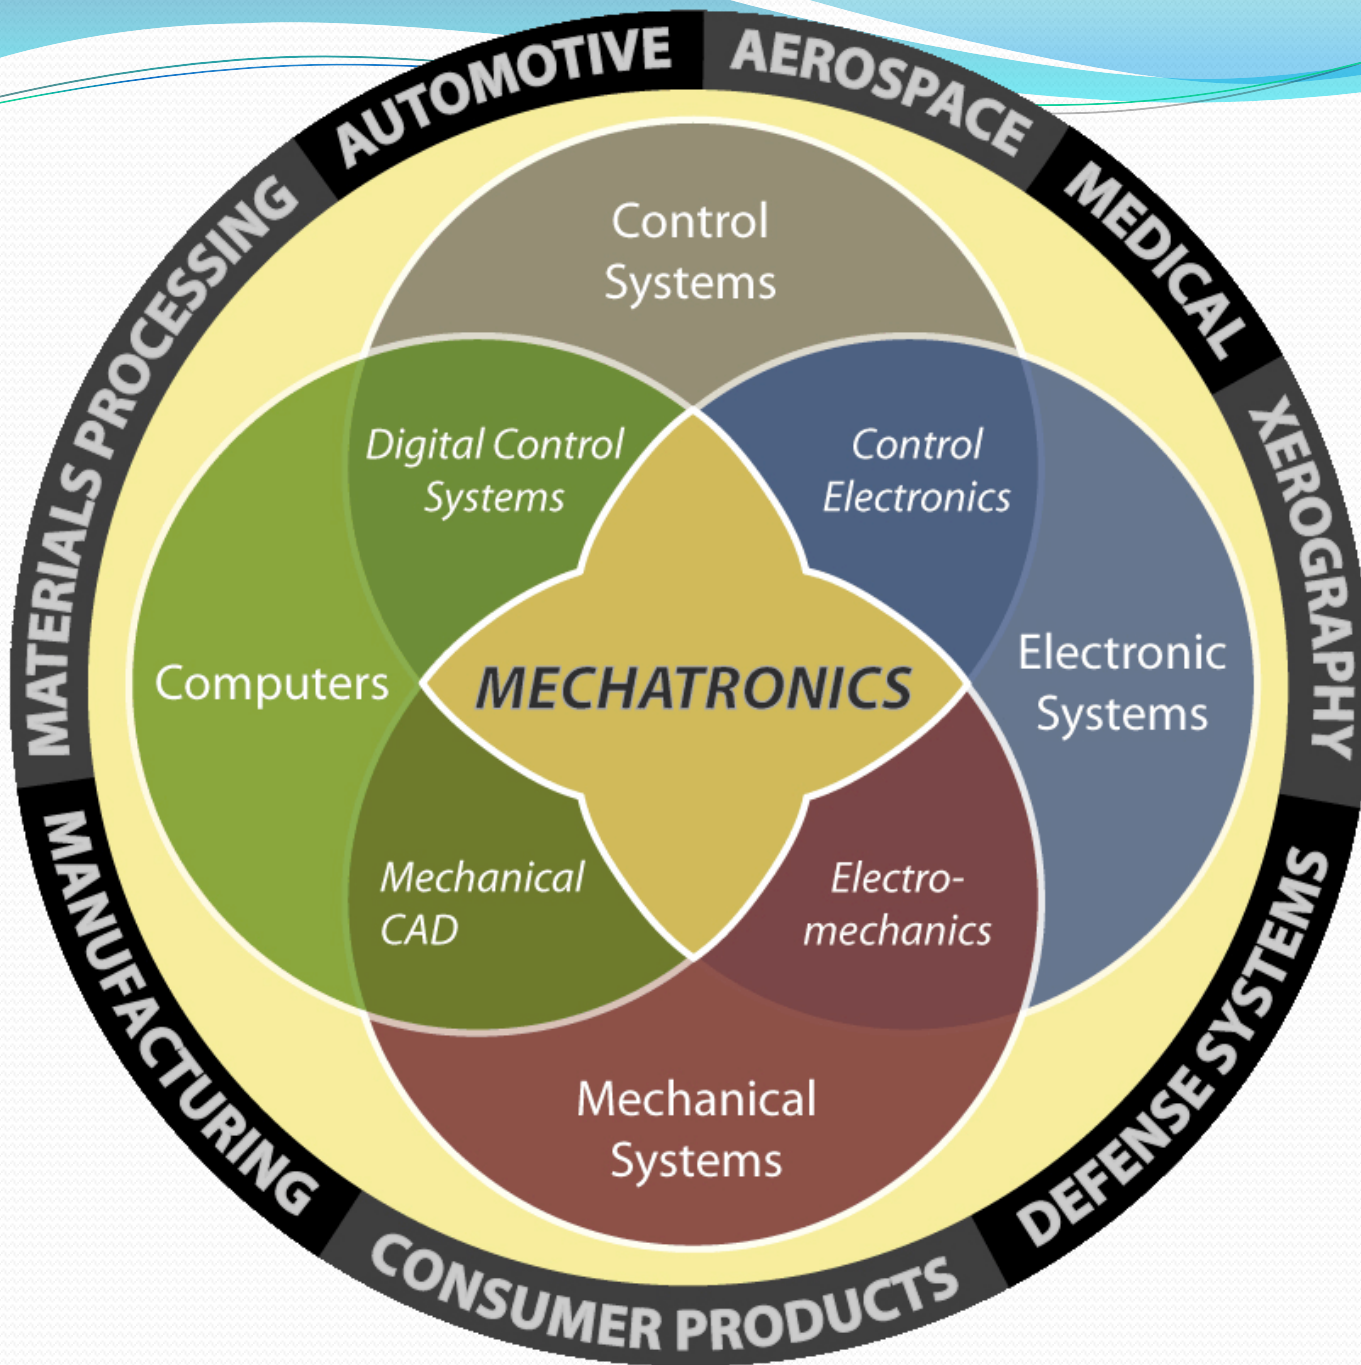 AUTOMOTIVE
AEROSPACE
MEDICAL
XEROGRAPHY
DEFENSE SYSTEMS
CONSUMER PRODUCTS
MANUFACTURING
MATERIALS PROCESSING
Control
Systems
Digital Control
Systems
Control
Electronics
Computers
MECHATRONICS
Electronic
Systems
Mechanical
CAD
Electro-
mechanics
Mechanical
Systems